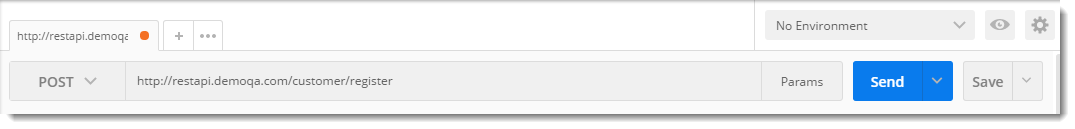 http://restapi.demoqa
No Environment
POST
http://restapi.demoqa.com/customer/register
Params
Send
Save